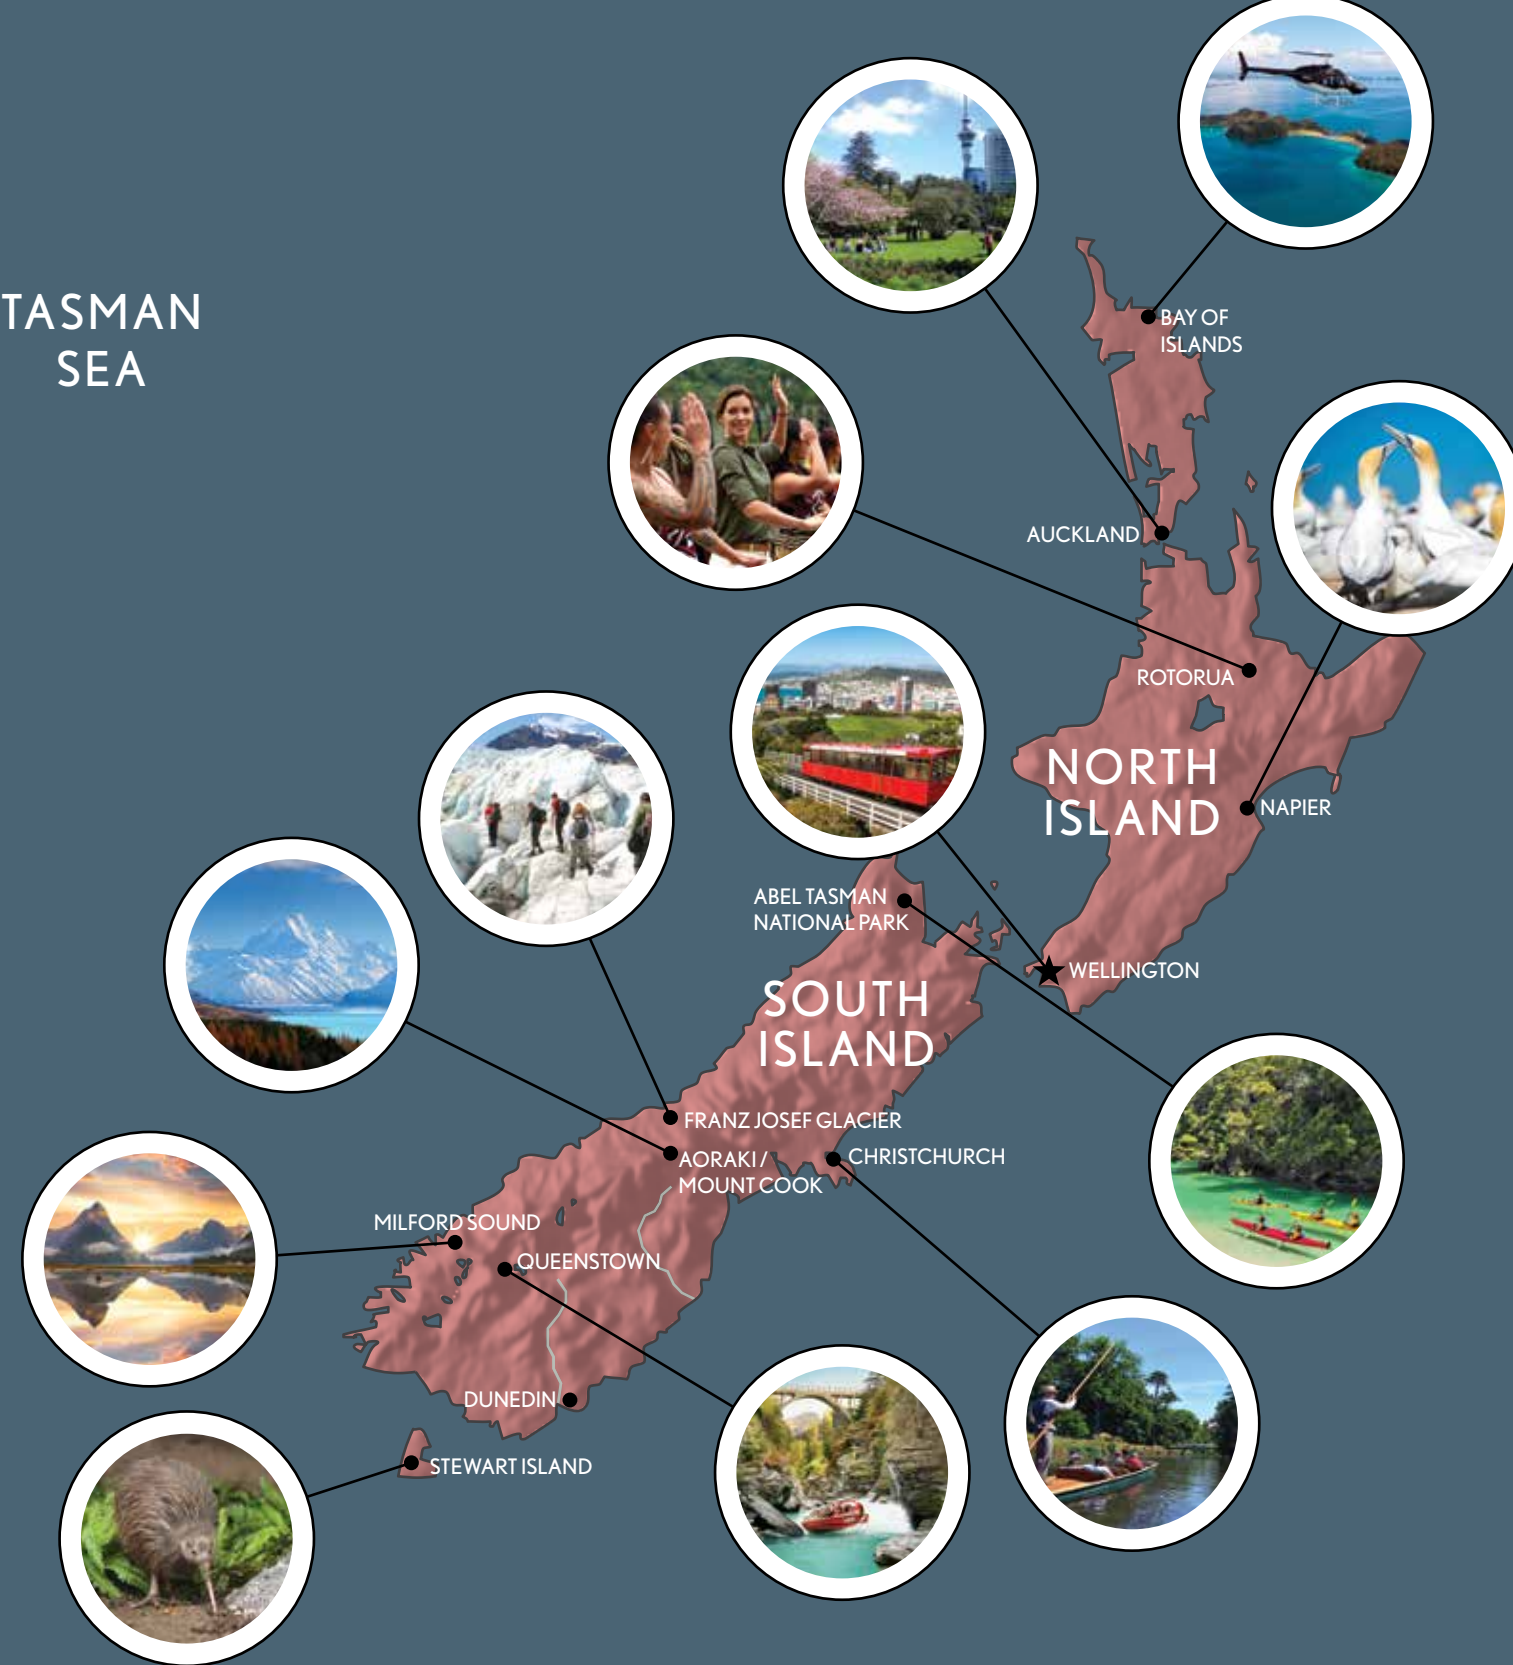 TASMAN
SEA
BAY OF
ISLANDS
AUCKLAND
ROTORUA
NORTH
ISLAND
NAPIER
ABEL TASMAN
NATIONAL PARK
WELLINGTON
SOUTH
ISLAND
FRANZ JOSEF GLACIER
AORAKI /
MOUNT COOK
CHRISTCHURCH
MILFORD SOUND
QUEENSTOWN
DUNEDIN
STEWART ISLAND